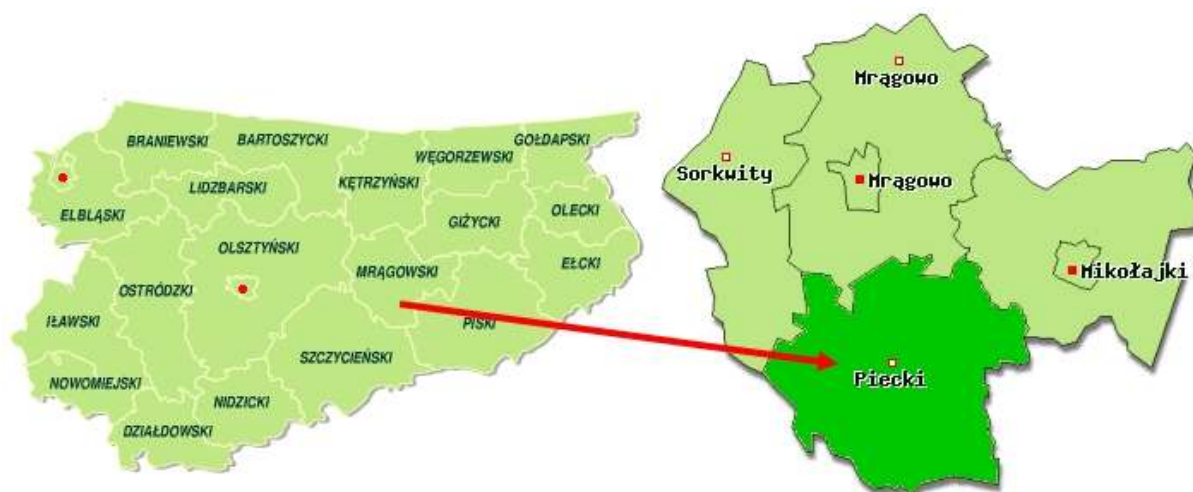 BRANIEWSKI
BARTOSZYCKI
GOŁDAPSKI
WĘGORZEWSKI
LIDZBARSKI
KĘTRZYŃSKI
ELBLĄSKI
GIŻYCKI
OLECKI
OLSZTYŃSKI
MRĄGOWSKI
EŁCKI
OSTRÓDZKI
IŁAWSKI
PISKI
SZCZYCIEŃSKI
NOWOMIEJSKI
NIDZICKI
DZIAŁDOWSKI
Mrągowo
Sorkwity
Mrągowo
Mikołajki
Piecki